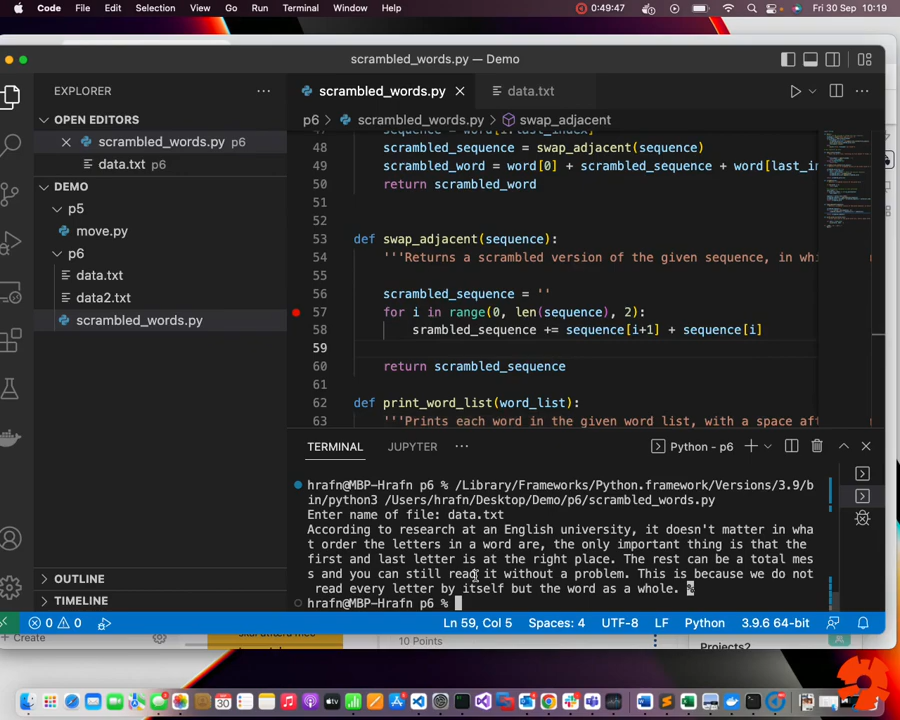 Code File Edit Selection View Go Run Terminal Window Help 0:49:47 Fri 30 Sep 10:19
scrambled_words.py — Demo
EXPLORER
OPEN EDITORS
scrambled_words.py p6
data.txt p6
DEMO
p5
move.py
p6
data.txt
data2.txt
scrambled_words.py
OUTLINE
TIMELINE
scrambled_words.py
data.txt
p6 > scrambled_words.py > swap_adjacent
47 sequence = word[i:last_index]
48 scrambled_sequence = swap_adjacent(sequence)
49 scrambled_word = word[0] + scrambled_sequence + word[last_in
50 return scrambled_word
51
52
53 def swap_adjacent(sequence):
54 '''Returns a scrambled version of the given sequence, in whi
55
56 scrambled_sequence = ''
57 for i in range(0, len(sequence), 2):
58 srambled_sequence += sequence[i+1] + sequence[i]
59
60 return scrambled_sequence
61
62 def print_word_list(word_list):
63 '''Prints each word in the given word list, with a space aft
TERMINAL JUPYTER Python - p6
hrafn@MBP-Hrafn p6 % /Library/Frameworks/Python.framework/Versions/3.9/b
in/python3 /Users/hrafn/Desktop/Demo/p6/scrambled_words.py
Enter name of file: data.txt
According to research at an English university, it doesn't matter in wha
t order the letters in a word are, the only important thing is that the
first and last letter is at the right place. The rest can be a total mes
s and you can still read it without a problem. This is because we do not
read every letter by itself but the word as a whole. %
hrafn@MBP-Hrafn p6 %
0 0 Ln 59, Col 5 Spaces: 4 UTF-8 LF Python 3.9.6 64-bit
Create
10 Points
Projects?